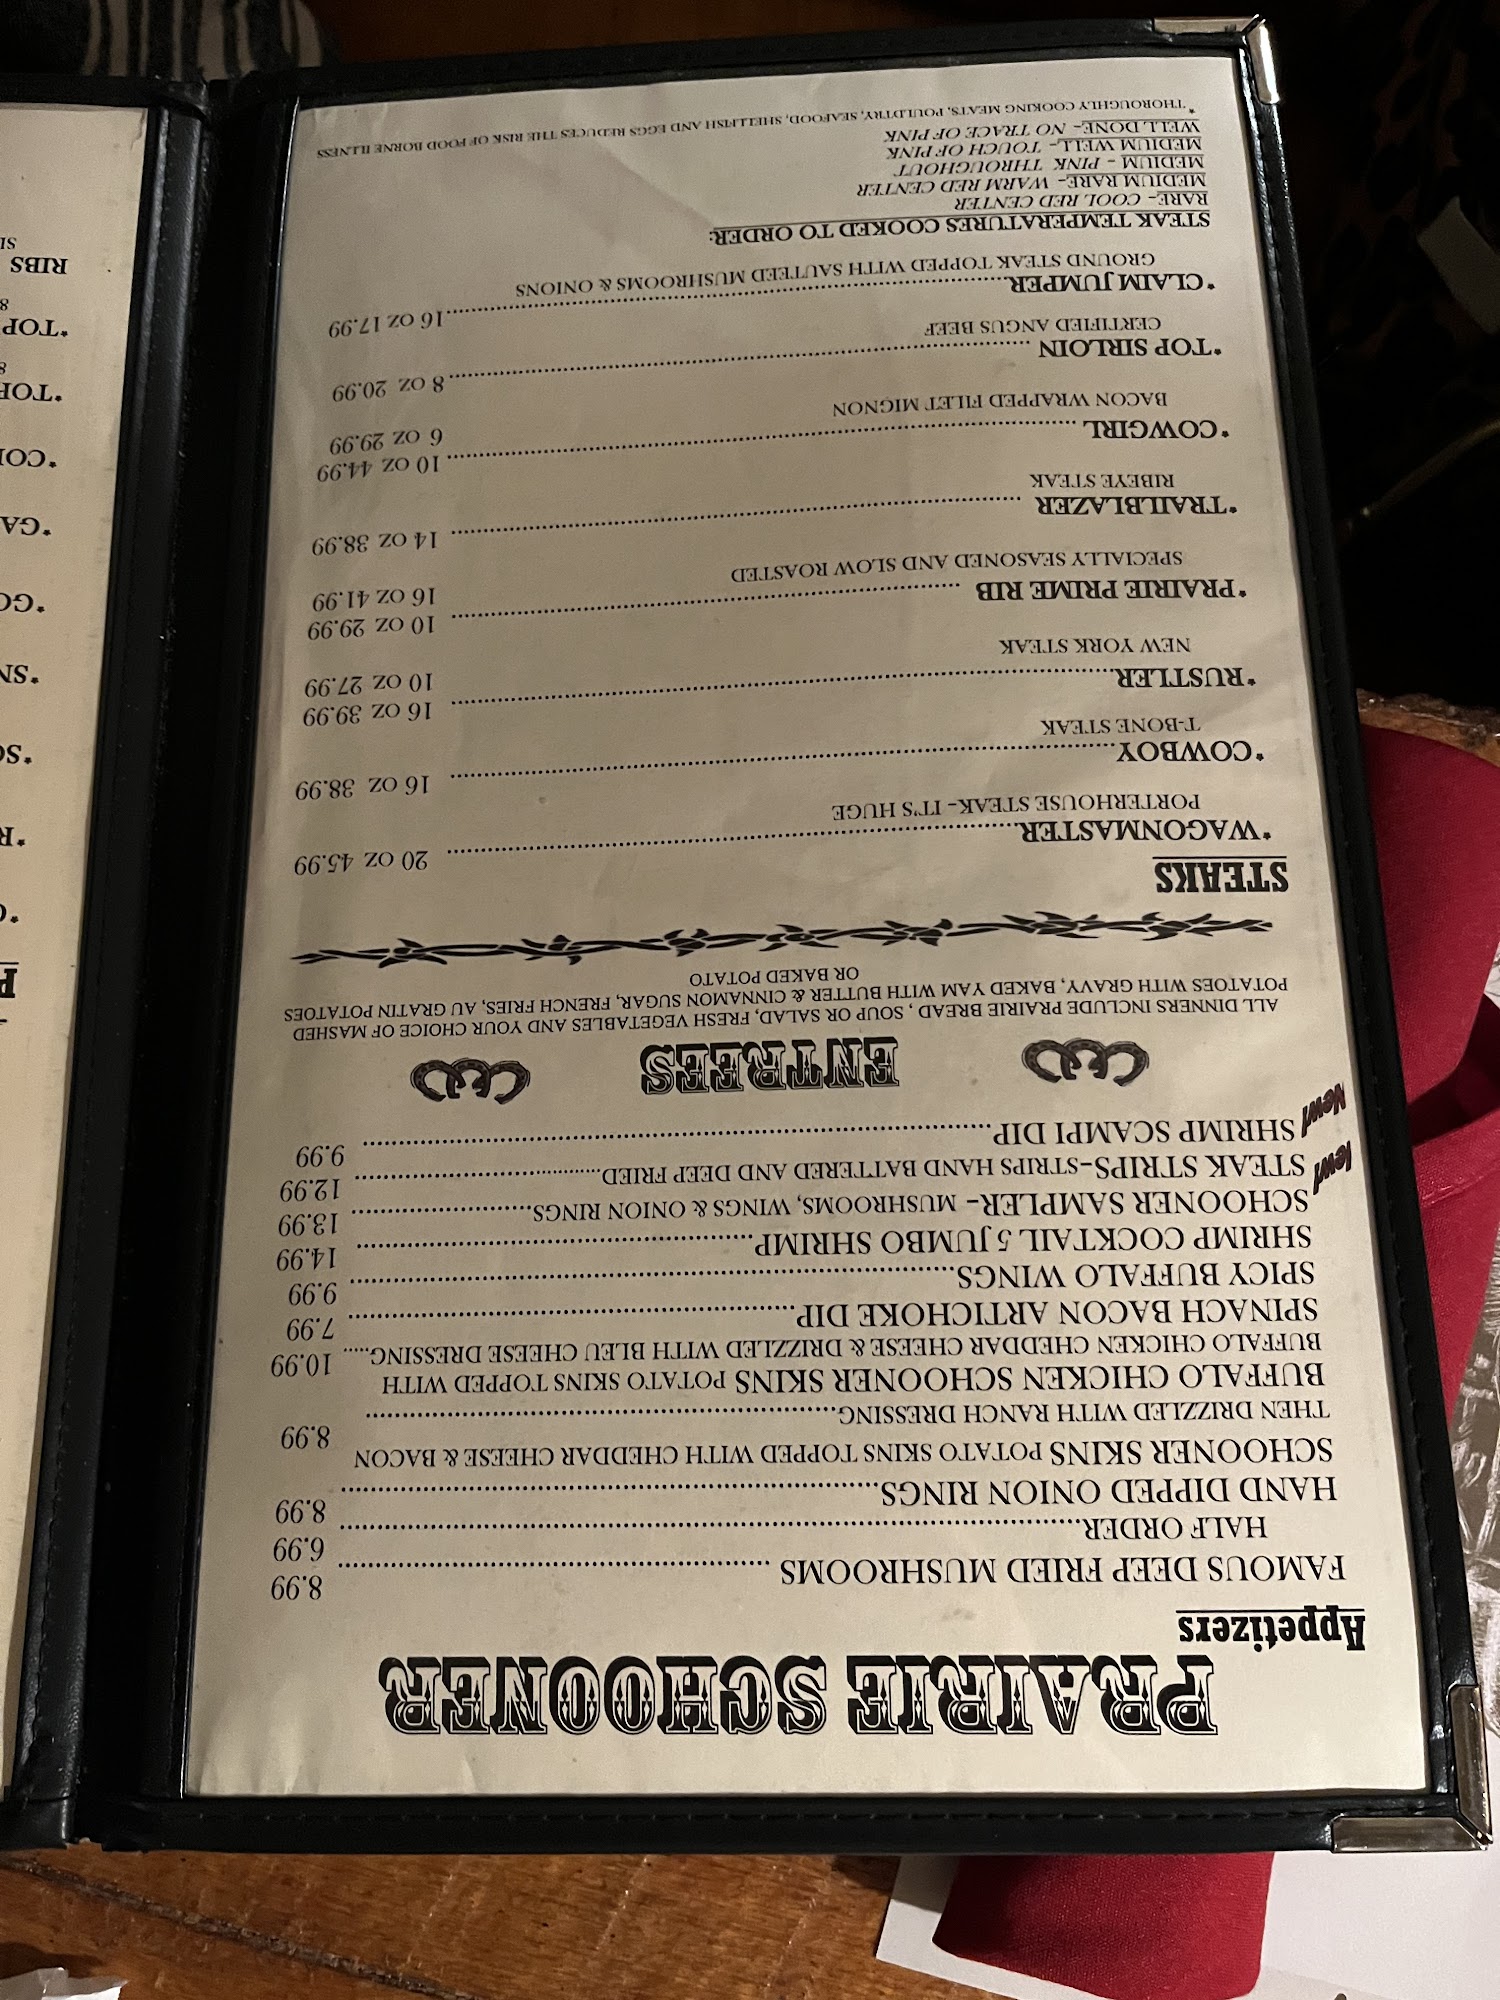 PRAIRIE SCHOONER
Appetizers
FAMOUS DEEP FRIED MUSHROOMS ........ 8.99
HALF ORDER ........ 6.99
HAND DIPPED ONION RINGS ........ 8.99
SCHOONER SKINS POTATO SKINS TOPPED WITH CHEDDAR CHEESE & BACON
THEN DRIZZLED WITH RANCH DRESSING ........ 8.99
BUFFALO CHICKEN SCHOONER SKINS POTATO SKINS TOPPED WITH
BUFFALO CHICKEN CHEDDAR CHEESE & DRIZZLED WITH BLEU CHEESE DRESSING ..... 10.99
SPINACH BACON ARTICHOKE DIP ........ 7.99
SPICY BUFFALO WINGS ........ 9.99
SHRIMP COCKTAIL 5 JUMBO SHRIMP ........ 14.99
SCHOONER SAMPLER- MUSHROOMS, WINGS & ONION RINGS ........ 13.99
STEAK STRIPS-STRIPS HAND BATTERED AND DEEP FRIED ........ 12.99
SHRIMP SCAMPI DIP ........ 9.99
New!
ENTREES
ALL DINNERS INCLUDE PRAIRIE BREAD , SOUP OR SALAD, FRESH VEGETABLES AND YOUR CHOICE OF MASHED
POTATOES WITH GRAVY, BAKED YAM WITH BUTTER & CINNAMON SUGAR, FRENCH FRIES, AU GRATIN POTATOES
OR BAKED POTATO
STEAKS
*WAGONMASTER ........ 20 OZ 45.99
PORTERHOUSE STEAK- IT'S HUGE
*COWBOY ........ 16 OZ 38.99
T-BONE STEAK
16 OZ 39.99
*RUSTLER ........ 10 OZ 27.99
NEW YORK STEAK
10 OZ 29.99
*PRAIRIE PRIME RIB ........ 16 OZ 41.99
SPECIALLY SEASONED AND SLOW ROASTED
*TRAILBLAZER ........ 14 OZ 38.99
RIBEYE STEAK
10 OZ 44.99
*COWGIRL ........ 6 OZ 29.99
BACON WRAPPED FILET MIGNON
*TOP SIRLOIN ........ 8 OZ 20.99
CERTIFIED ANGUS BEEF
*CLAIM JUMPER ........ 16 OZ 17.99
GROUND STEAK TOPPED WITH SAUTEED MUSHROOMS & ONIONS
STEAK TEMPERATURES COOKED TO ORDER:
RARE- COOL RED CENTER
MEDIUM RARE- WARM RED CENTER
MEDIUM - PINK THROUGHOUT
MEDIUM WELL- TOUCH OF PINK
WELL DONE- NO TRACE OF PINK
*THOROUGHLY COOKING MEATS, POULDTRY, SEAFOOD, SHELLFISH AND EGGS REDUCES THE RISK OF FOOD BORNE ILLNESS
RIBS